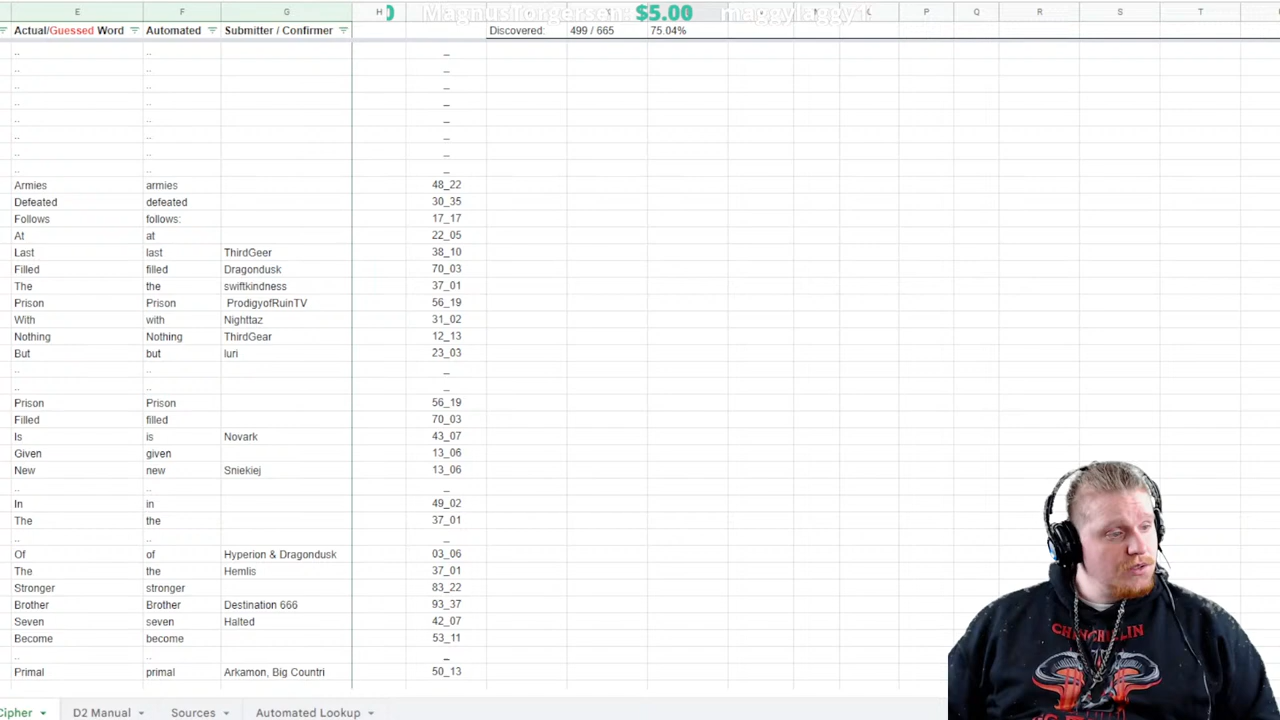 E F G H P Q R S T
MagnusTorgersen: $5.00 maggylaggy1
Actual/Guessed Word Automated Submitter / Confirmer Discovered: 499 / 665 75.04%
.. .. _
.. .. _
.. .. _
.. .. _
.. .. _
.. .. _
.. .. _
.. .. _
Armies armies 48_22
Defeated defeated 30_35
Follows follows: 17_17
At at 22_05
Last last ThirdGeer 38_10
Filled filled Dragondusk 70_03
The the swiftkindness 37_01
Prison Prison ProdigyofRuinTV 56_19
With with Nighttaz 31_02
Nothing Nothing ThirdGear 12_13
But but luri 23_03
.. .. _
.. .. _
Prison Prison 56_19
Filled filled 70_03
Is is Novark 43_07
Given given 13_06
New new Sniekiej 13_06
.. .. _
In in 49_02
The the 37_01
.. .. _
Of of Hyperion & Dragondusk 03_06
The the Hemlis 37_01
Stronger stronger 83_22
Brother Brother Destination 666 93_37
Seven seven Halted 42_07
Become become 53_11
.. .. _
Primal primal Arkamon, Big Countri 50_13
Cipher D2 Manual Sources Automated Lookup